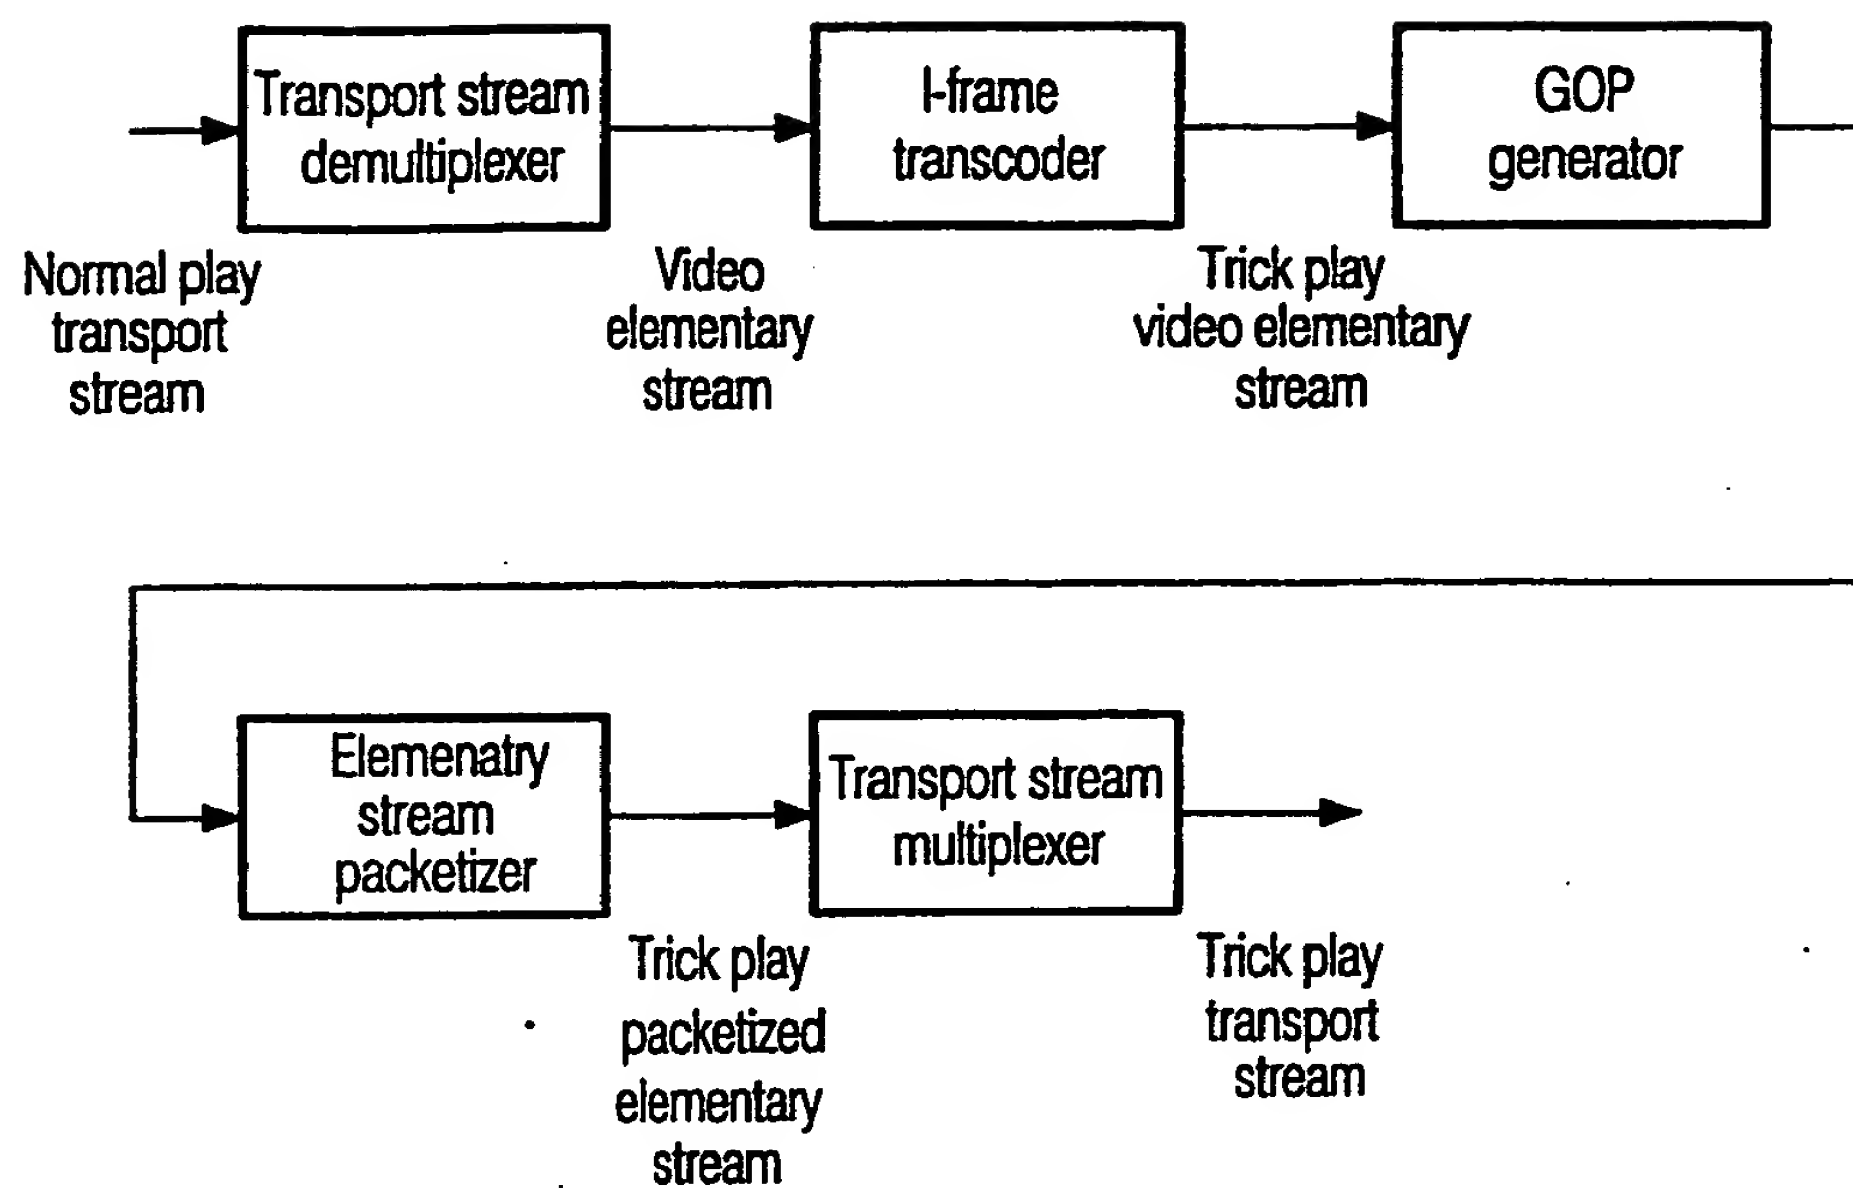 Transport stream
demultiplexer
I-frame
transcoder
GOP
generator
Normal play
transport
stream
Video
elementary
stream
Trick play
video elementary
stream
Elemenatry
stream
packetizer
Transport stream
multiplexer
Trick play
packetized
elementary
stream
Trick play
transport
stream